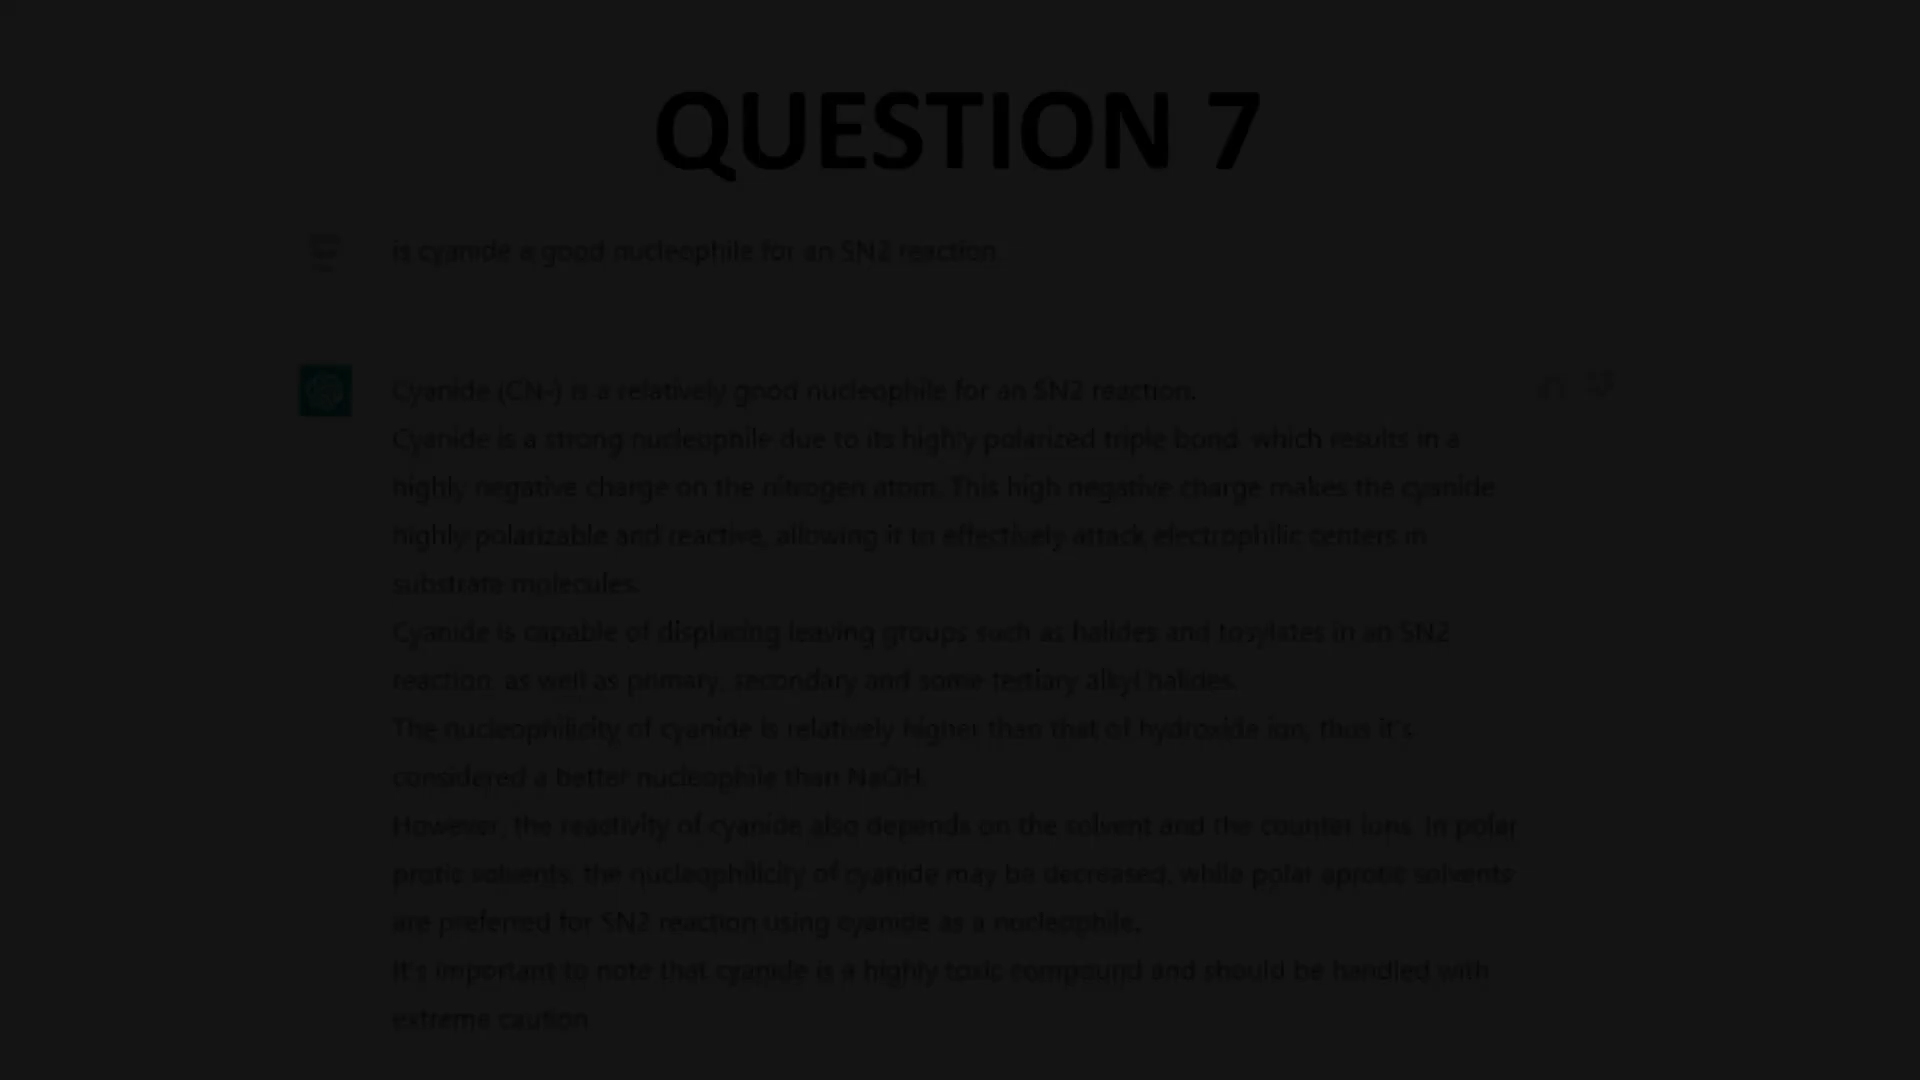 QUESTION 7
is cyanide a good nucleophile for an SN2 reaction
Cyanide (CN-) is a relatively good nucleophile for an SN2 reaction.
Cyanide is a strong nucleophile due to its highly polarized triple bond, which results in a
highly negative charge on the nitrogen atom. This high negative charge makes the cyanide
highly polarizable and reactive, allowing it to effectively attack electrophilic centers in
substrate molecules.
Cyanide is capable of displacing leaving groups such as halides and tosylates in an SN2
reaction, as well as primary, secondary and some tertiary alkyl halides.
The nucleophilicity of cyanide is relatively higher than that of hydroxide ion, thus it's
considered a better nucleophile than NaOH.
However, the reactivity of cyanide also depends on the solvent and the counter ions. In polar
protic solvents, the nucleophilicity of cyanide may be decreased, while polar aprotic solvents
are preferred for SN2 reaction using cyanide as a nucleophile.
It's important to note that cyanide is a highly toxic compound and should be handled with
extreme caution